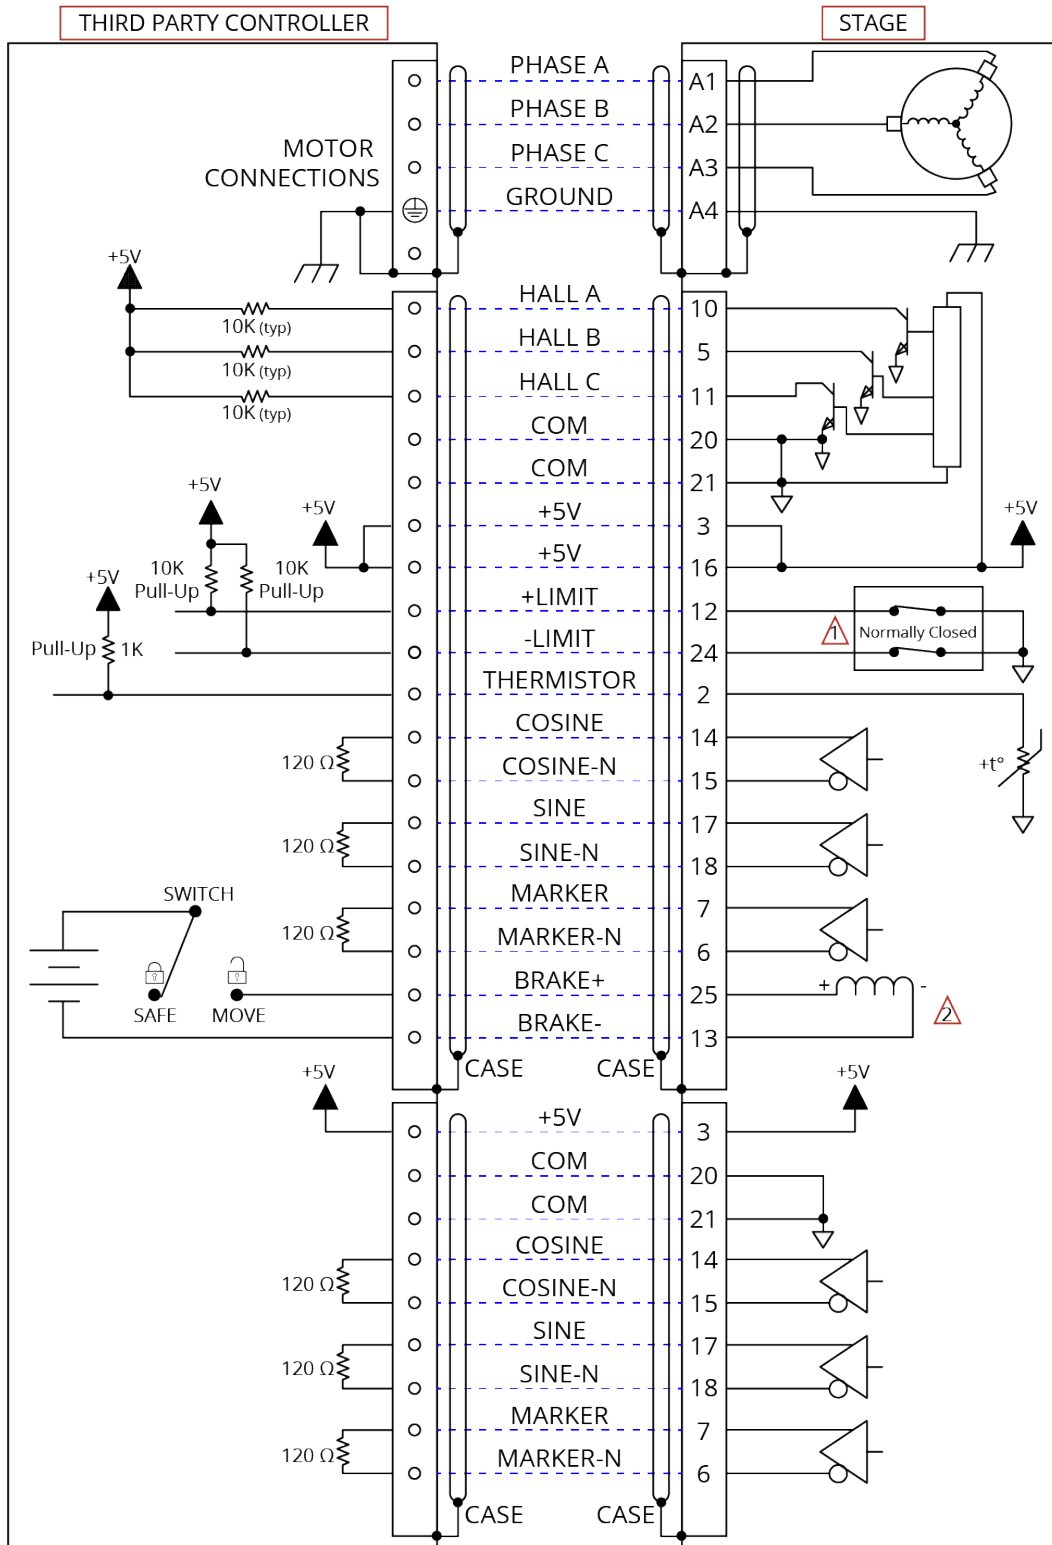 THIRD PARTY CONTROLLER
STAGE
MOTOR
CONNECTIONS
PHASE A
A1
PHASE B
A2
PHASE C
A3
GROUND
A4
+5V
10K (typ)
10K (typ)
10K (typ)
HALL A
10
HALL B
5
HALL C
11
COM
20
COM
21
+5V
+5V
+5V
3
+5V
16
+5V
10K
Pull-Up
10K
Pull-Up
+5V
Pull-Up
1K
+LIMIT
12
-LIMIT
24
1
Normally Closed
THERMISTOR
2
+t°
120 Ω
COSINE
14
COSINE-N
15
120 Ω
SINE
17
SINE-N
18
120 Ω
MARKER
7
MARKER-N
6
SWITCH
SAFE
MOVE
BRAKE+
25
BRAKE-
13
+
-
2
CASE
CASE
+5V
+5V
3
+5V
COM
20
COM
21
120 Ω
COSINE
14
COSINE-N
15
120 Ω
SINE
17
SINE-N
18
120 Ω
MARKER
7
MARKER-N
6
CASE
CASE